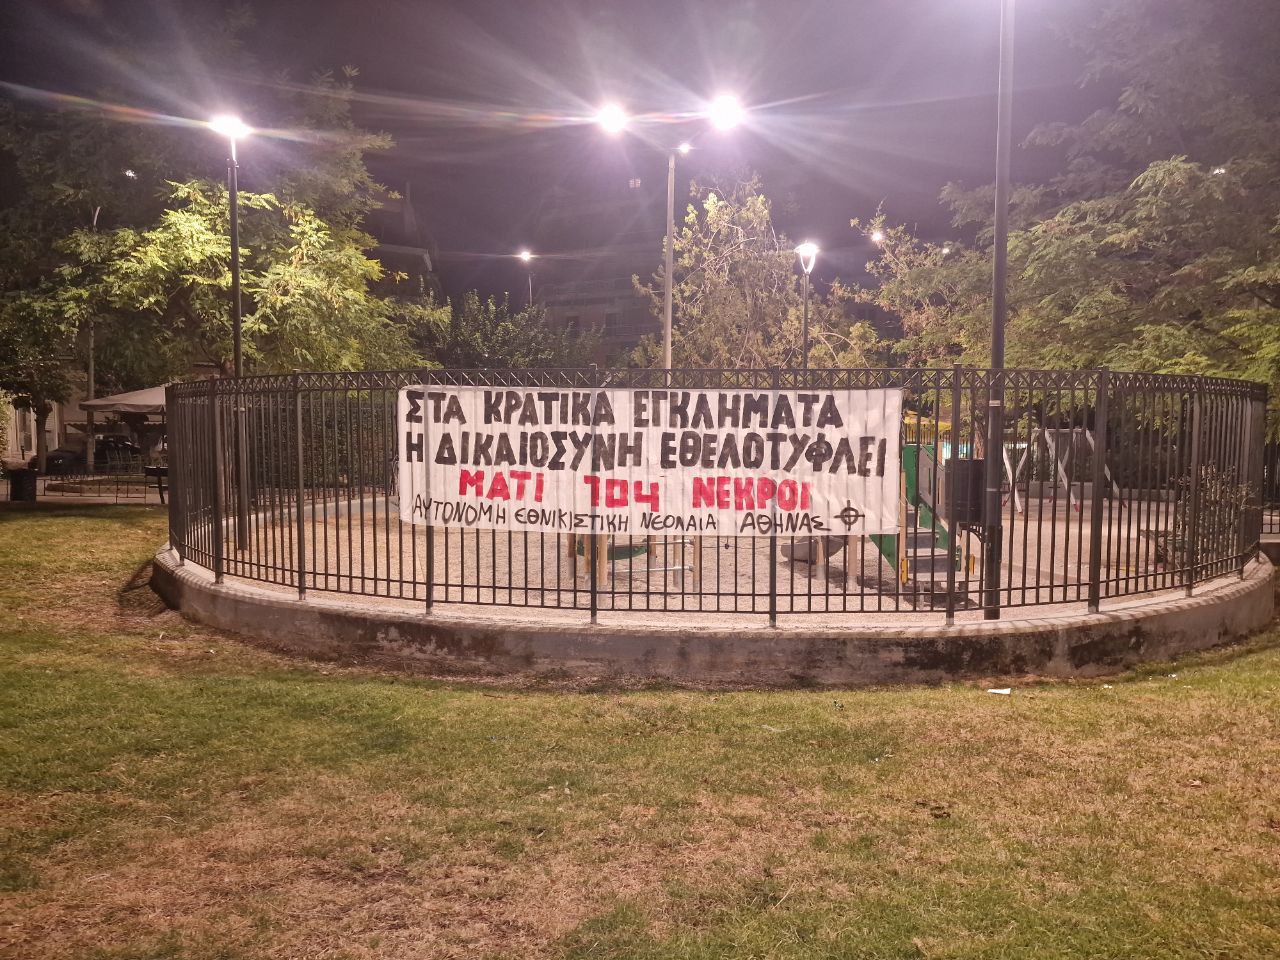 ΣΤΑ ΚΡΑΤΙΚΑ ΕΓΚΛΗΜΑΤΑ
Η ΔΙΚΑΙΟΣΥΝΗ ΕΘΕΛΟΤΥΦΛΕΙ
ΜΑΤΙ 104 ΝΕΚΡΟΙ
ΑΥΤΟΝΟΜΗ ΕΘΝΙΚΙΣΤΙΚΗ ΝΕΟΛΑΙΑ ΑΘΗΝΑΣ